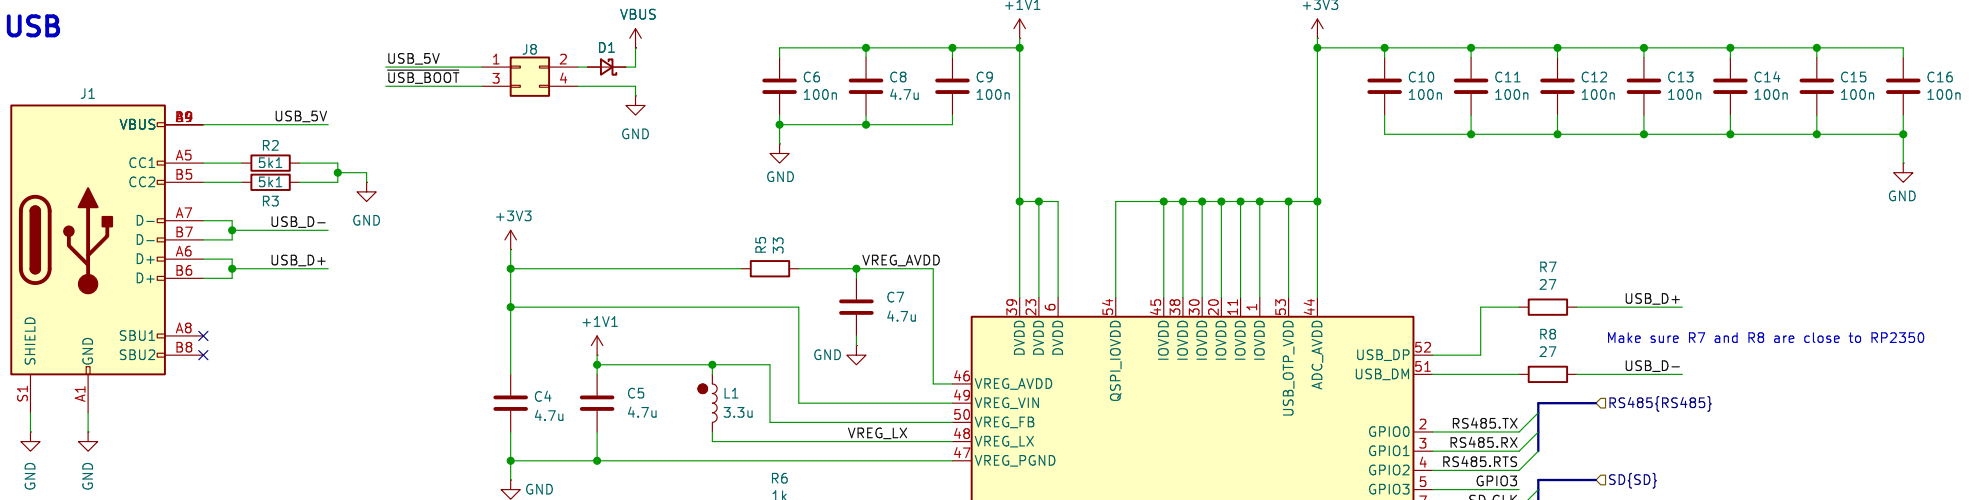 USB
J1
VBUS
B9
USB_5V
CC1
A5
R2
5k1
CC2
B5
5k1
R3
GND
D-
A7
USB_D-
D-
B7
D+
A6
USB_D+
D+
B6
SBU1
A8
SBU2
B8
SHIELD
GND
S1
A1
GND
GND
USB_5V
1
USB_BOOT
3
J8
2
4
D1
VBUS
GND
+1V1
C6
100n
C8
4.7u
C9
100n
GND
+3V3
C10
100n
C11
100n
C12
100n
C13
100n
C14
100n
C15
100n
C16
100n
GND
+3V3
R5
33
VREG_AVDD
C7
4.7u
GND
+1V1
C4
4.7u
C5
4.7u
L1
3.3u
VREG_LX
GND
R6
1k
39
23
6
54
45
38
30
20
11
1
53
44
DVDD
DVDD
DVDD
QSPI_IOVDD
IOVDD
IOVDD
IOVDD
IOVDD
IOVDD
IOVDD
USB_OTP_VDD
ADC_AVDD
46
VREG_AVDD
49
VREG_VIN
50
VREG_FB
48
VREG_LX
47
VREG_PGND
USB_DP
52
USB_DM
51
R7
27
USB_D+
Make sure R7 and R8 are close to RP2350
R8
27
USB_D-
RS485{RS485}
GPIO0
2
RS485.TX
GPIO1
3
RS485.RX
GPIO2
4
RS485.RTS
GPIO3
5
GPIO3
SD{SD}
7
SD.CLK